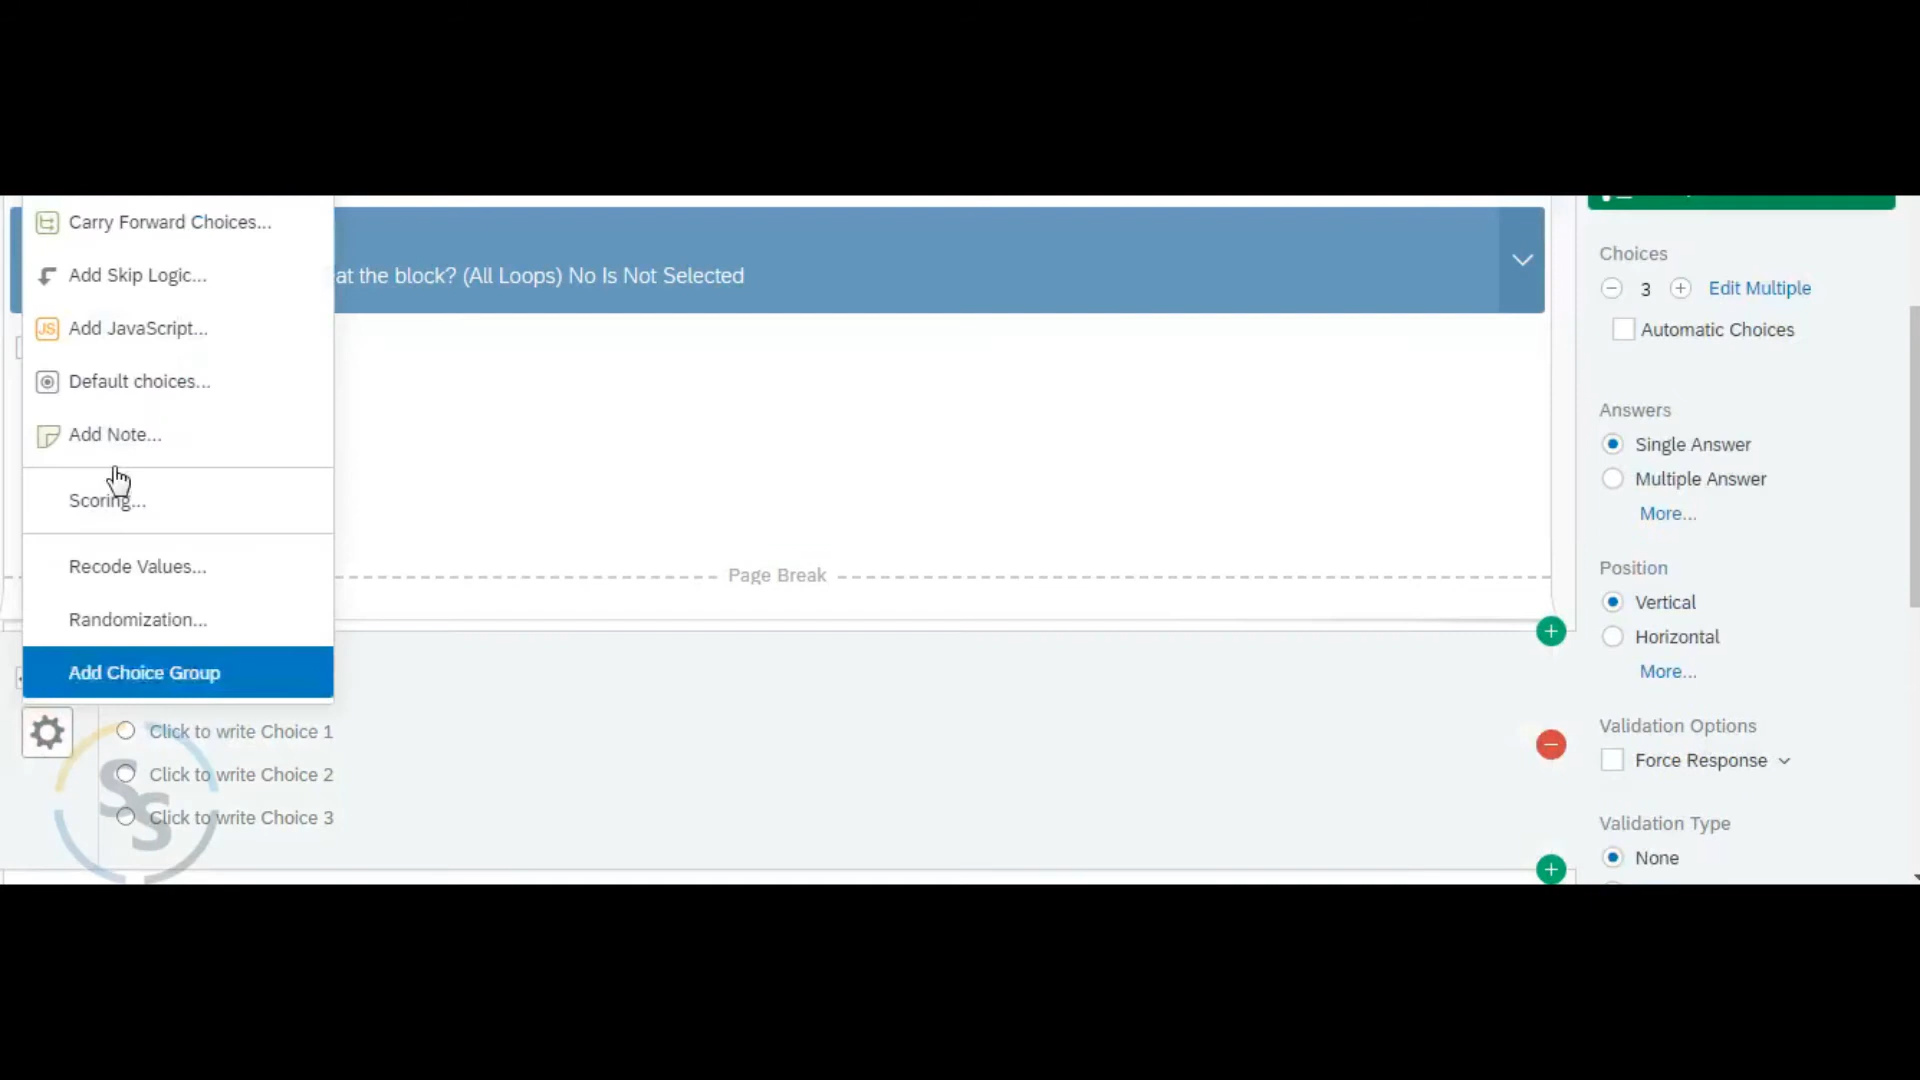 Carry Forward Choices...
Add Skip Logic...
at the block? (All Loops) No Is Not Selected
JS Add JavaScript...
Default choices...
Add Note...
Scoring...
Recode Values...
Page Break
Randomization...
Add Choice Group
Click to write Choice 1
Click to write Choice 2
Click to write Choice 3
SS
Choices
3 Edit Multiple
Automatic Choices
Answers
Single Answer
Multiple Answer
More...
Position
Vertical
Horizontal
More...
Validation Options
Force Response
Validation Type
None